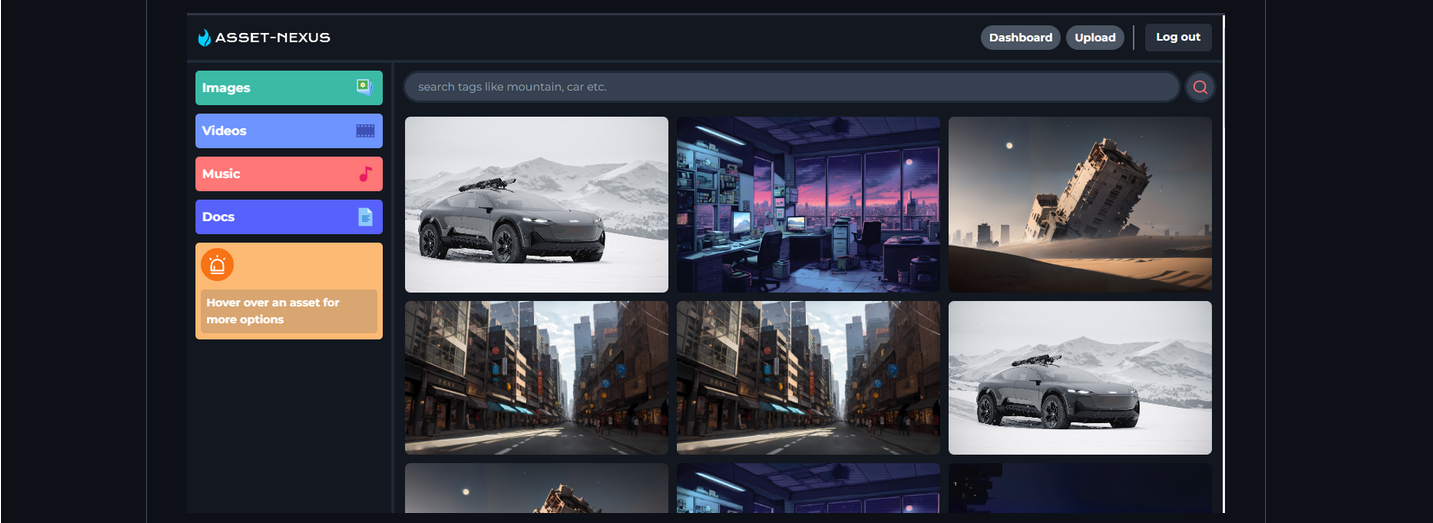 ASSET-NEXUS
Dashboard
Upload
Log out
Images
Videos
Music
Docs
Hover over an asset for
more options
search tags like mountain, car etc.